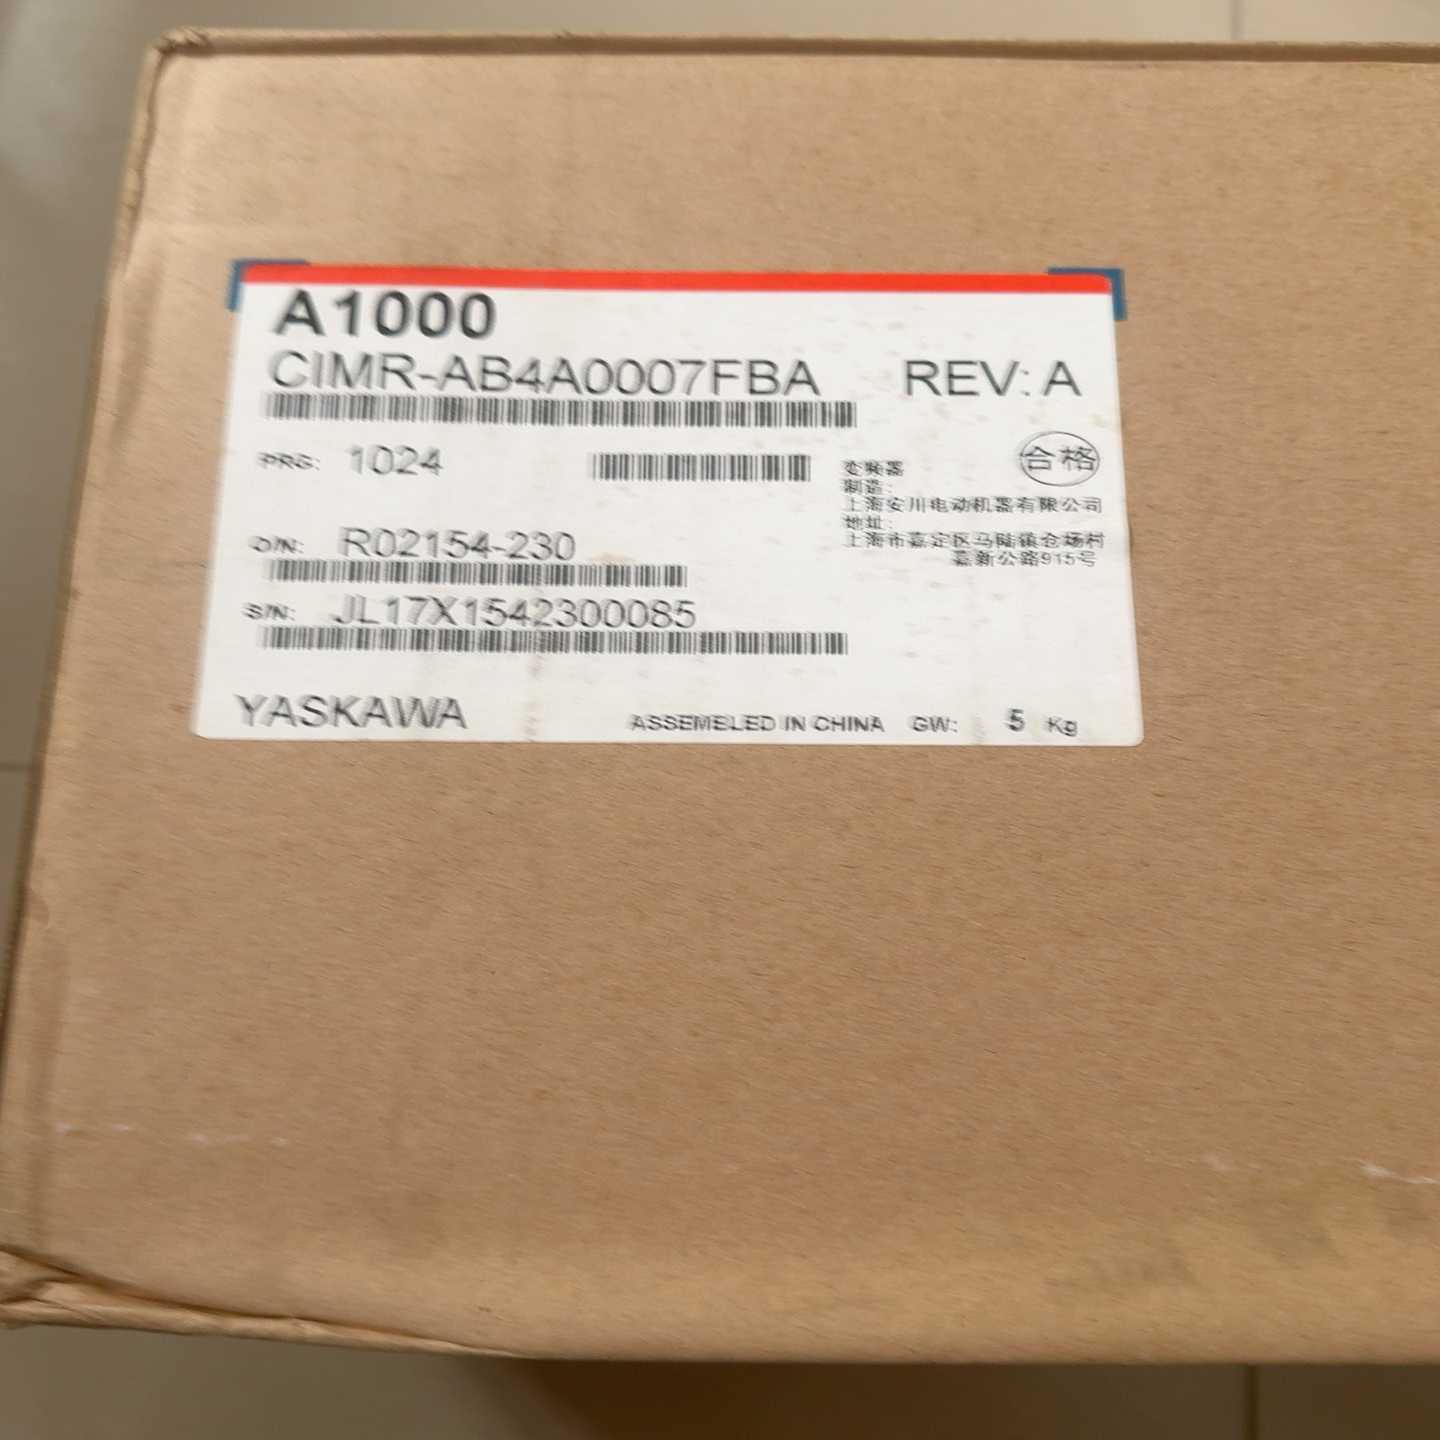 A1000
CIMR-AB4A0007FBA REV: A
PRG: 1024
合格
变频器
制造:
上海安川电动机器有限公司
地址:
上海市嘉定区马陆镇仓场村
嘉新公路915号
O/N: R02154-230
S/N: JL17X1542300085
YASKAWA ASSEMBLED IN CHINA GW: 5 Kg